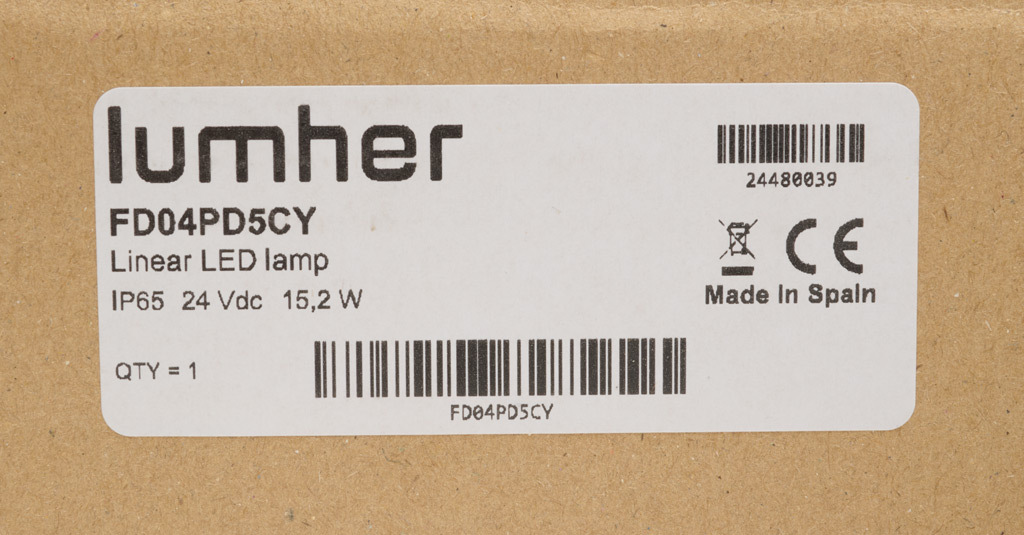 lumher
FD04PD5CY
Linear LED lamp
IP65 24 Vdc 15,2 W
QTY = 1
FD04PD5CY
24480039
CE
Made In Spain